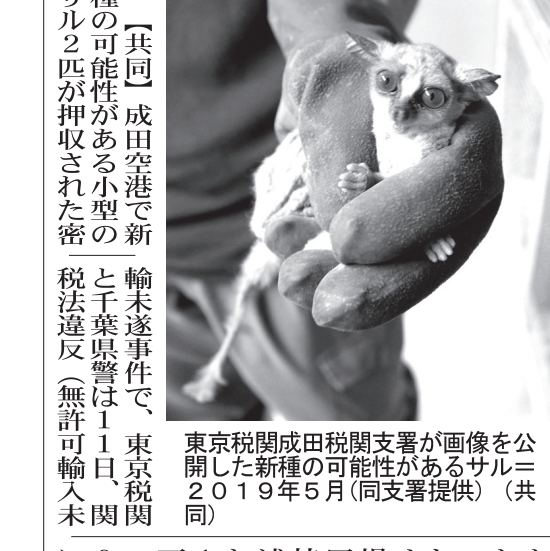 【共同】成田空港で新
種の可能性がある小型の
サル２匹が押収された密
輸未遂事件で、東京税関
と千葉県警は１１日、関
税法違反（無許可輸入未
東京税関成田税関支署が画像を公
開した新種の可能性があるサル＝
２０１９年５月(同支署提供)（共
同）